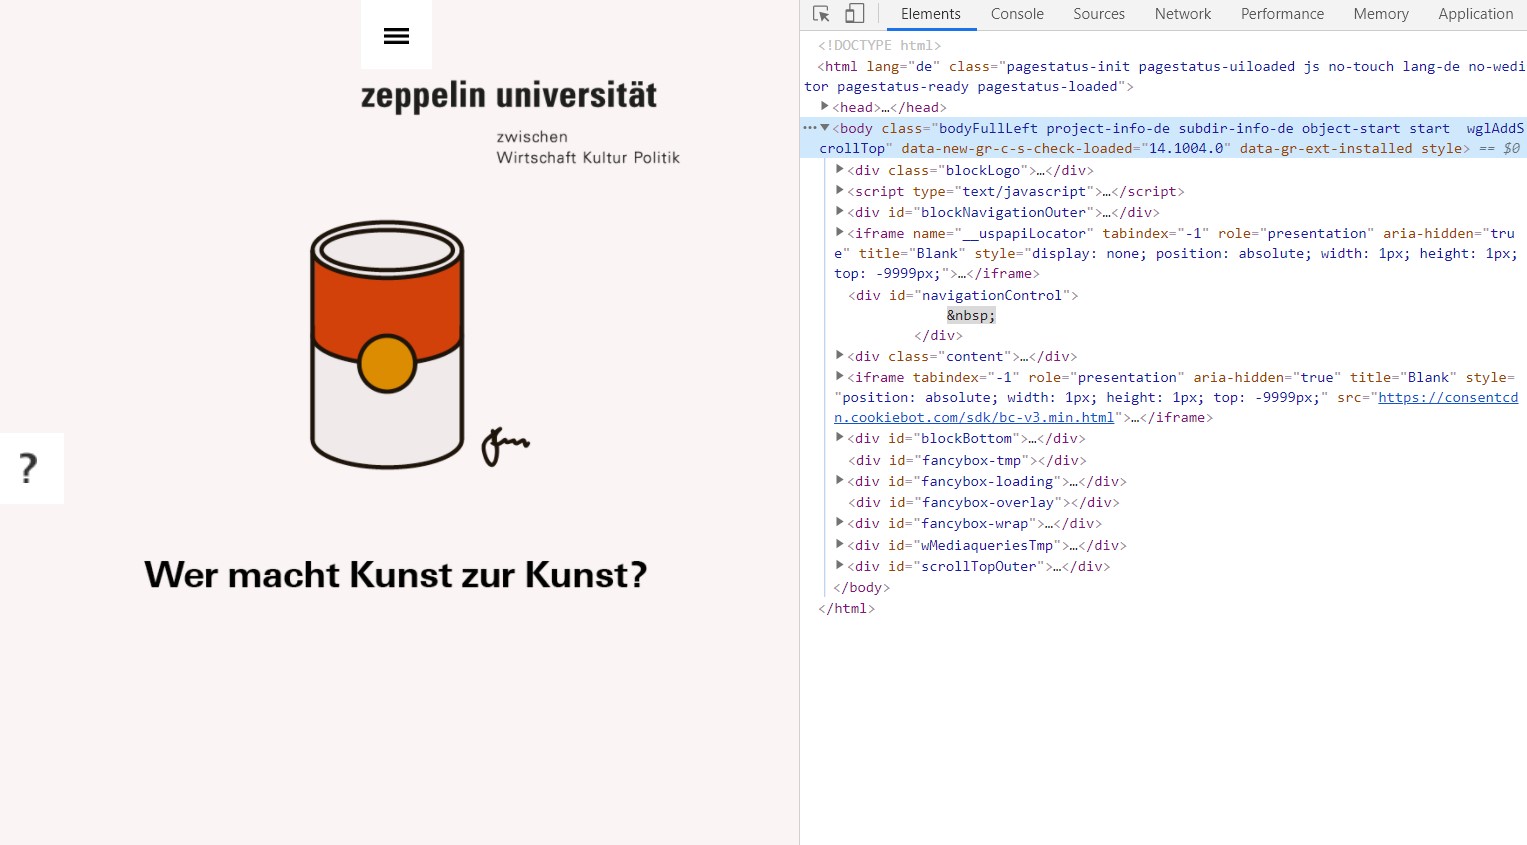 zeppelin universität
zwischen
Wirtschaft Kultur Politik
?
Wer macht Kunst zur Kunst?
Elements Console Sources Network Performance Memory Application
<!DOCTYPE html>
<html lang="de" class="pagestatus-init pagestatus-uiloaded js no-touch lang-de no-wedi
tor pagestatus-ready pagestatus-loaded">
<head>…</head>
<body class="bodyFullLeft project-info-de subdir-info-de object-start start  wglAddS
crollTop" data-new-gr-c-s-check-loaded="14.1004.0" data-gr-ext-installed style> == $0
<div class="blockLogo">…</div>
<script type="text/javascript">…</script>
<div id="blockNavigationOuter">…</div>
<iframe name="__uspapiLocator" tabindex="-1" role="presentation" aria-hidden="tru
e" title="Blank" style="display: none; position: absolute; width: 1px; height: 1px;
top: -9999px;">…</iframe>
<div id="navigationControl">
&nbsp;
</div>
<div class="content">…</div>
<iframe tabindex="-1" role="presentation" aria-hidden="true" title="Blank" style=
"position: absolute; width: 1px; height: 1px; top: -9999px;" src="https://consentcd
n.cookiebot.com/sdk/bc-v3.min.html">…</iframe>
<div id="blockBottom">…</div>
<div id="fancybox-tmp"></div>
<div id="fancybox-loading">…</div>
<div id="fancybox-overlay"></div>
<div id="fancybox-wrap">…</div>
<div id="wMediaqueriesTmp">…</div>
<div id="scrollTopOuter">…</div>
</body>
</html>